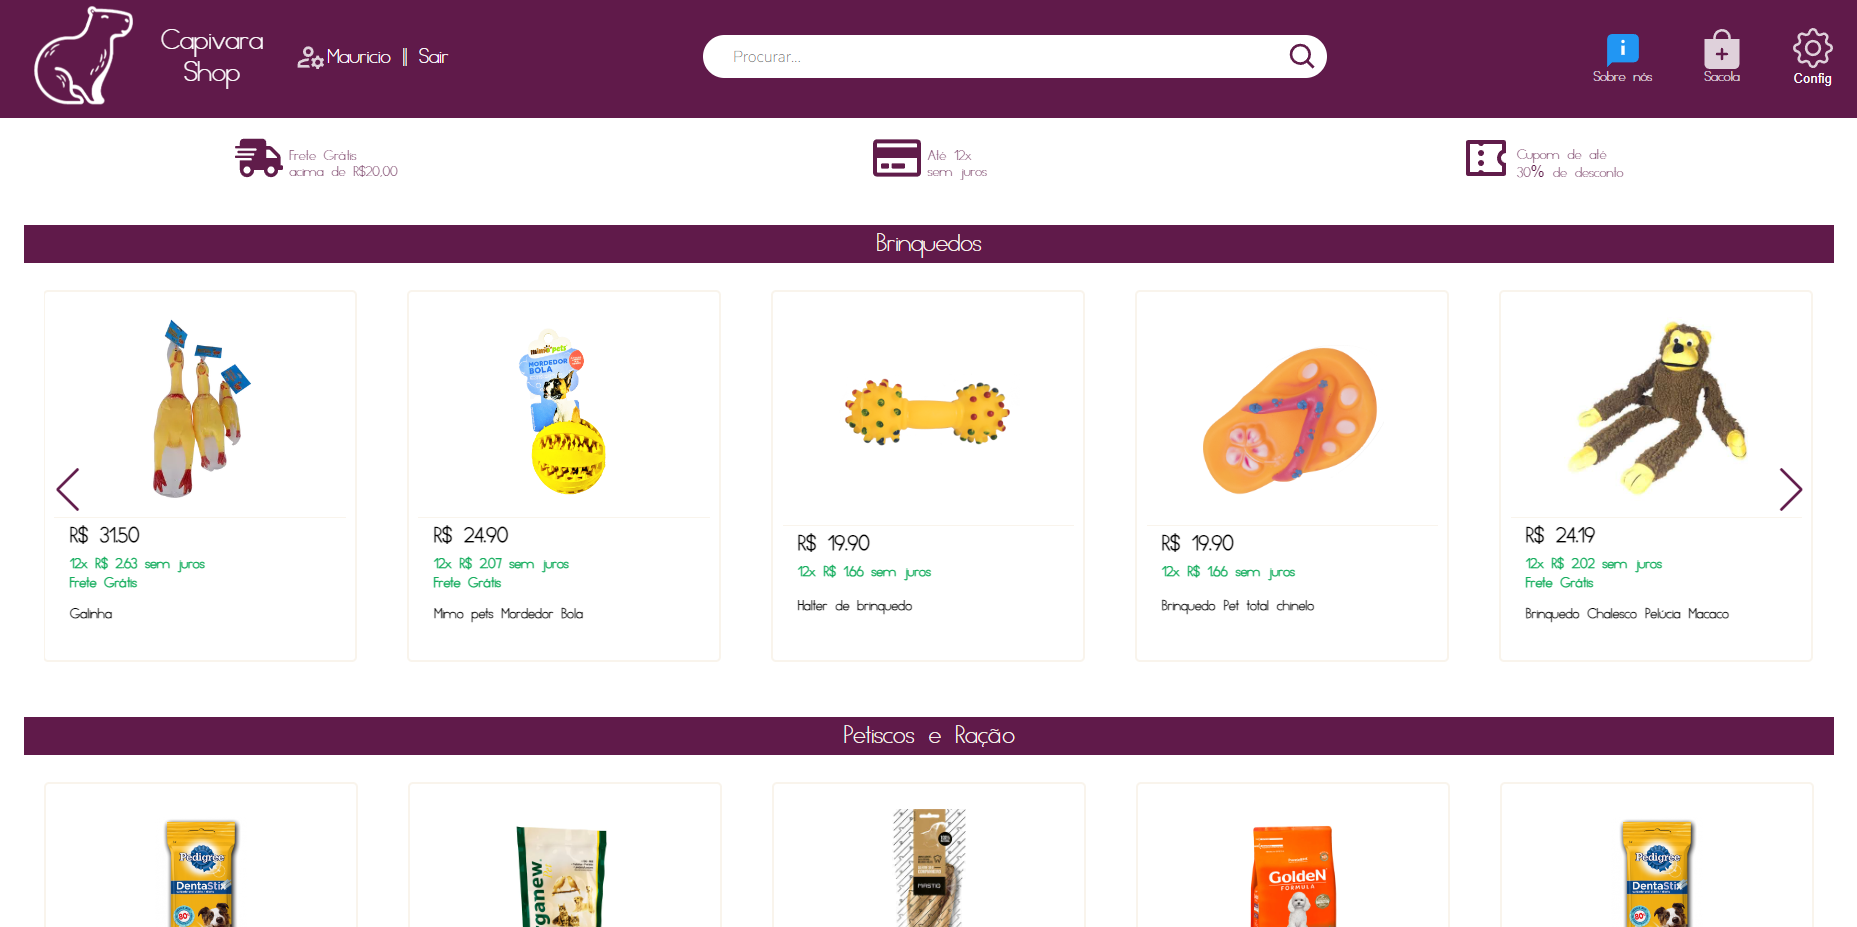 Capivara
Shop
Mauricio || Sair
Procurar...
Sobre nós
Sacola
Config
Frete Grátis
acima de R$20,00
Até 12x
sem juros
Cupom de até
30% de desconto
Brinquedos
MORDEDOR
BOLA
R$ 31.50
12x R$ 2.63 sem juros
Frete Grátis
Galinha
R$ 24.90
12x R$ 2.07 sem juros
Frete Grátis
Mimo pets Mordedor Bola
R$ 19.90
12x R$ 1.66 sem juros
Halter de brinquedo
R$ 19.90
12x R$ 1.66 sem juros
Brinquedo Pet total chinelo
R$ 24.19
12x R$ 2.02 sem juros
Frete Grátis
Brinquedo Chalesco Pelúcia Macaco
Petiscos e Ração
Pedigree
DentaStix
80%
rganew
MASTIG
GoldeN
FORMULA
Pedigree
DentaStix
80%